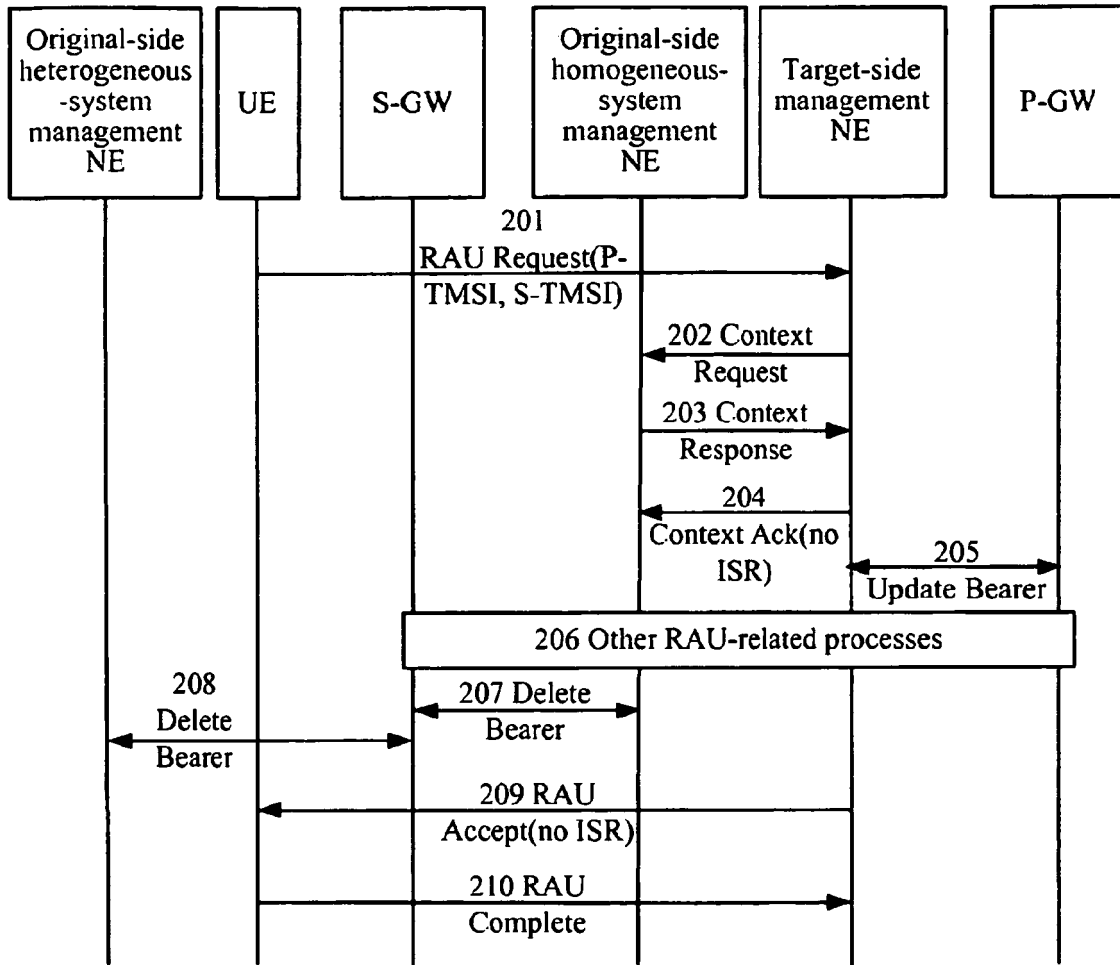 Original-side
heterogeneous
-system
management
NE
UE
S-GW
Original-side
homogeneous-
system
management
NE
Target-side
management
NE
P-GW
201
RAU Request(P-
TMSI, S-TMSI)
202 Context
Request
203 Context
Response
204
Context Ack(no
ISR)
205
Update Bearer
206 Other RAU-related processes
207 Delete
Bearer
208
Delete
Bearer
209 RAU
Accept(no ISR)
210 RAU
Complete